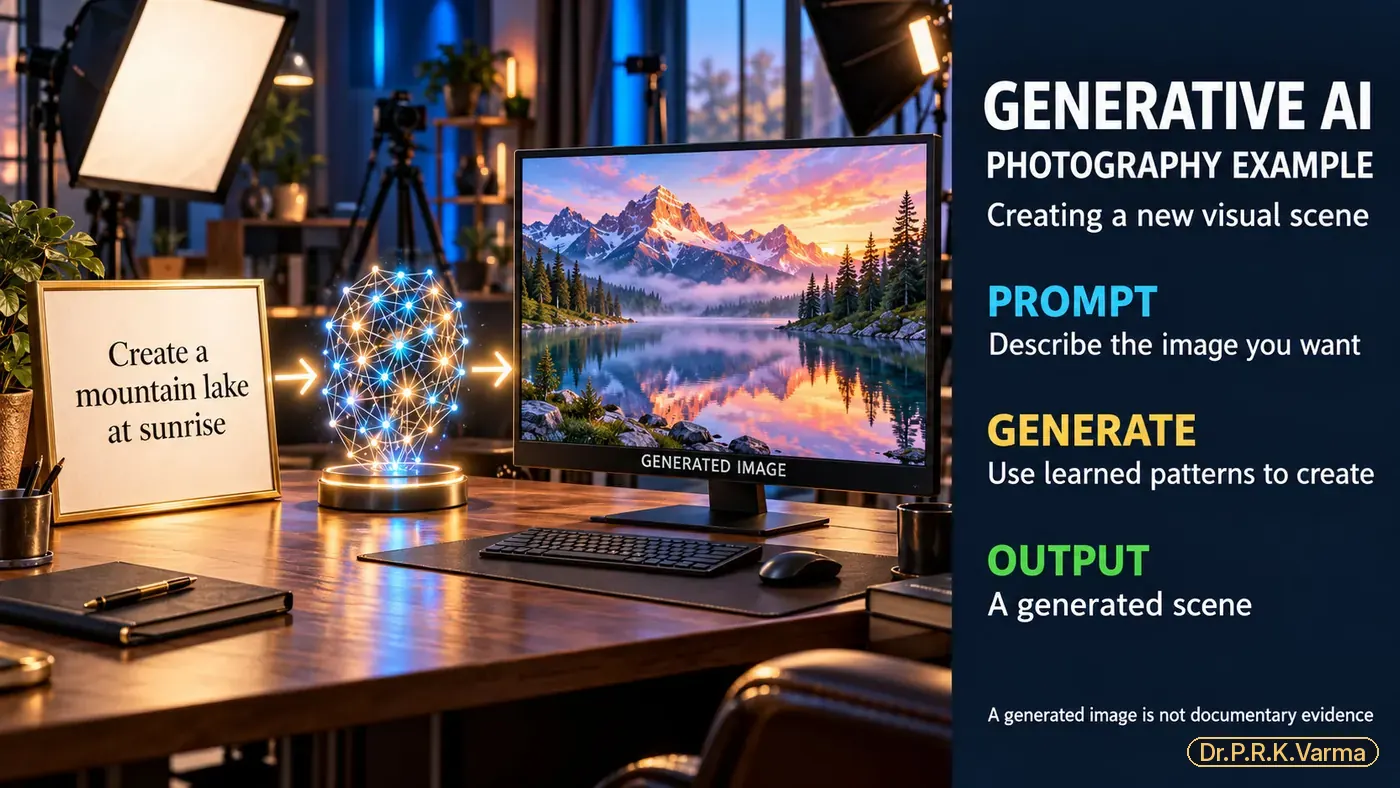 Create a
mountain lake
at sunrise
GENERATED IMAGE
GENERATIVE AI
PHOTOGRAPHY EXAMPLE
Creating a new visual scene
PROMPT
Describe the image you want
GENERATE
Use learned patterns to create
OUTPUT
A generated scene
A generated image is not documentary evidence
Dr.P.R.K.Varma